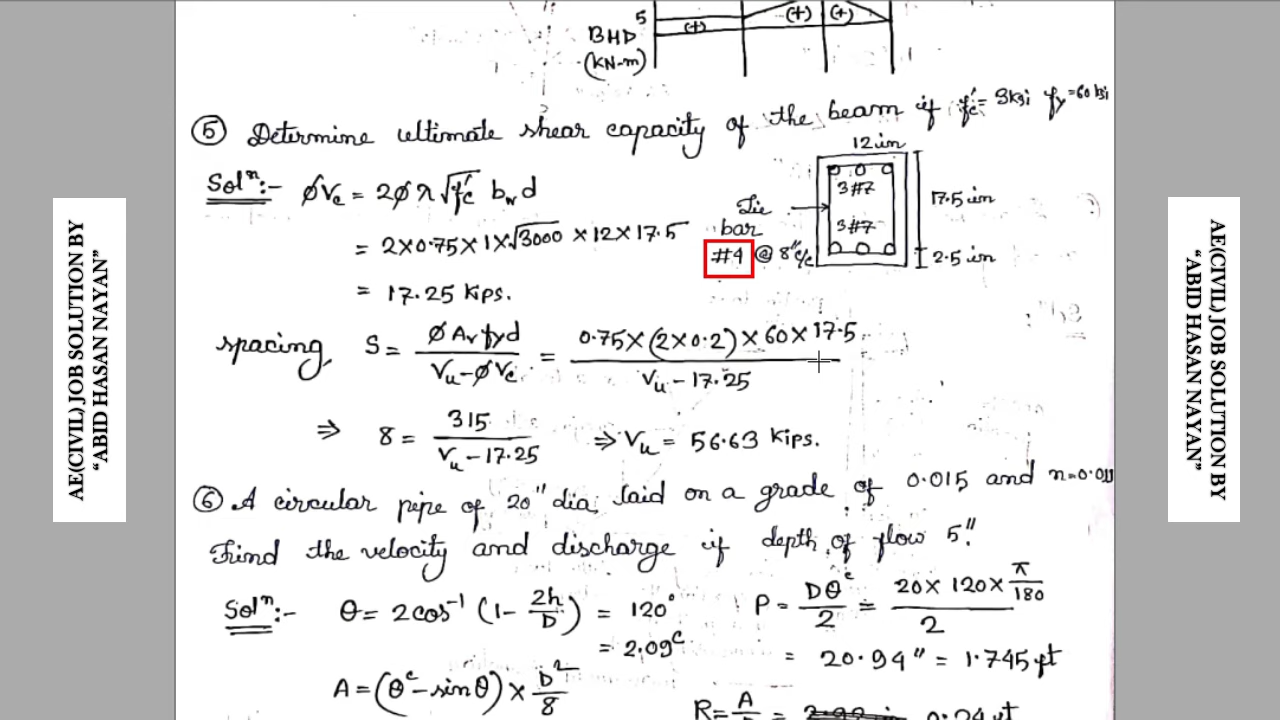 5
(+) (+) (+)
BMD
(KN-m)
⑤ Determine ultimate shear capacity of the beam if fc' = 3ksi fy=60 ksi
Solⁿ:- φVc = 2φλ√fc' bw d
= 2×0.75×1×√3000 ×12×17.5
= 17.25 Kips.
12 in
3#7
3#7
17.5 in
2.5 in
Tie
bar
#4 @ 8" c/c
spacing, S = φ Av fy d / Vu-φVc = 0.75×(2×0.2)×60×17.5 / Vu - 17.25
⇒ 8 = 315 / Vu - 17.25 ⇒ Vu = 56.63 Kips.
⑥ A circular pipe of 20" dia, laid on a grade of 0.015 and n=0.013
Find the velocity and discharge if depth of flow 5".
Solⁿ:- θ = 2cos⁻¹ (1- 2h/D) = 120°
= 2.09ᶜ
P = Dθᶜ / 2 = 20×120×π/180 / 2
= 20.94" = 1.745 ft
A = (θᶜ-sinθ) × D²/8
R = A
AE(CIVIL) JOB SOLUTION BY
“ABID HASAN NAYAN”
AE(CIVIL) JOB SOLUTION BY
“ABID HASAN NAYAN”